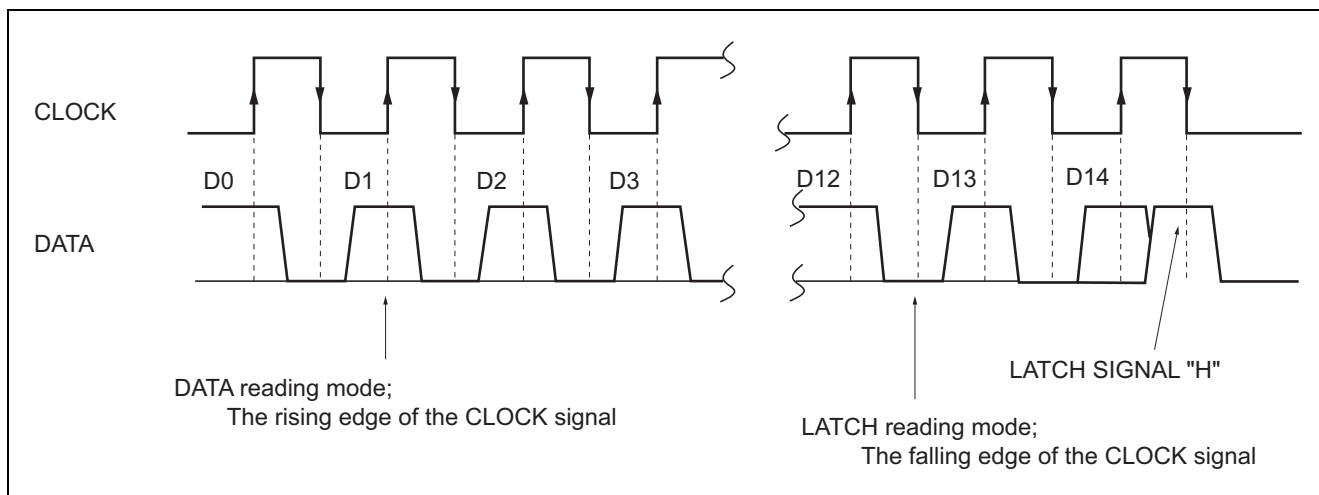 CLOCK
D0 D1 D2 D3 D12 D13 D14
DATA
LATCH SIGNAL "H"
DATA reading mode;
The rising edge of the CLOCK signal
LATCH reading mode;
The falling edge of the CLOCK signal